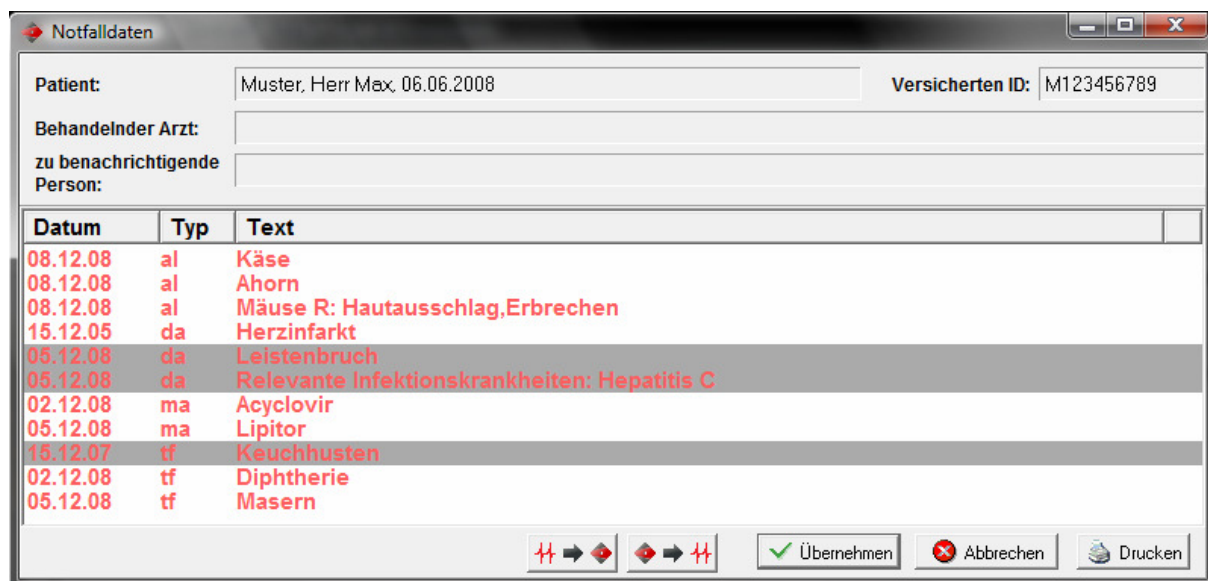 Notfalldaten
Patient: Muster, Herr Max, 06.06.2008 Versicherten ID: M123456789
Behandelnder Arzt:
zu benachrichtigende
Person:
Datum Typ Text
08.12.08 al Käse
08.12.08 al Ahorn
08.12.08 al Mäuse R: Hautausschlag,Erbrechen
15.12.05 da Herzinfarkt
05.12.08 da Leistenbruch
05.12.08 da Relevante Infektionskrankheiten: Hepatitis C
02.12.08 ma Acyclovir
05.12.08 ma Lipitor
15.12.07 tf Keuchhusten
02.12.08 tf Diphtherie
05.12.08 tf Masern
Übernehmen Abbrechen Drucken